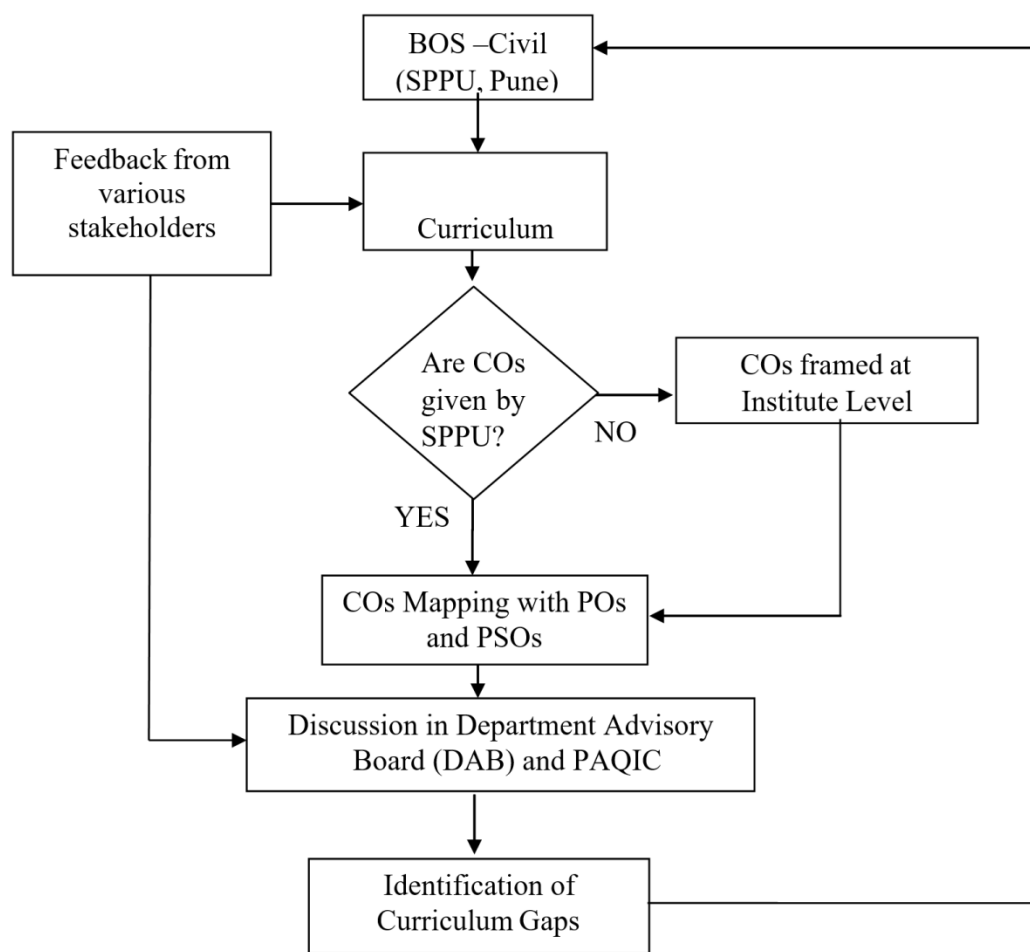 BOS –Civil
(SPPU, Pune)
Feedback from
various
stakeholders
Curriculum
Are COs
given by
SPPU?
NO
COs framed at
Institute Level
YES
COs Mapping with POs
and PSOs
Discussion in Department Advisory
Board (DAB) and PAQIC
Identification of
Curriculum Gaps